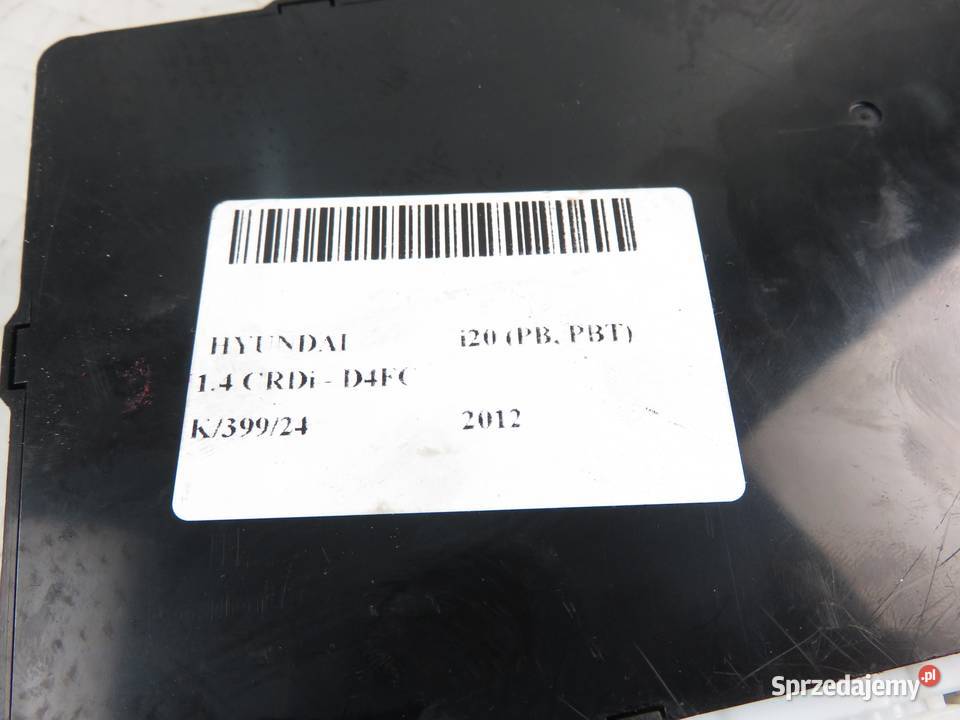 HYUNDAI i20 (PB, PBT)
1.4 CRDi - D4FC
K/399/24 2012
Sprzedajemy.pl